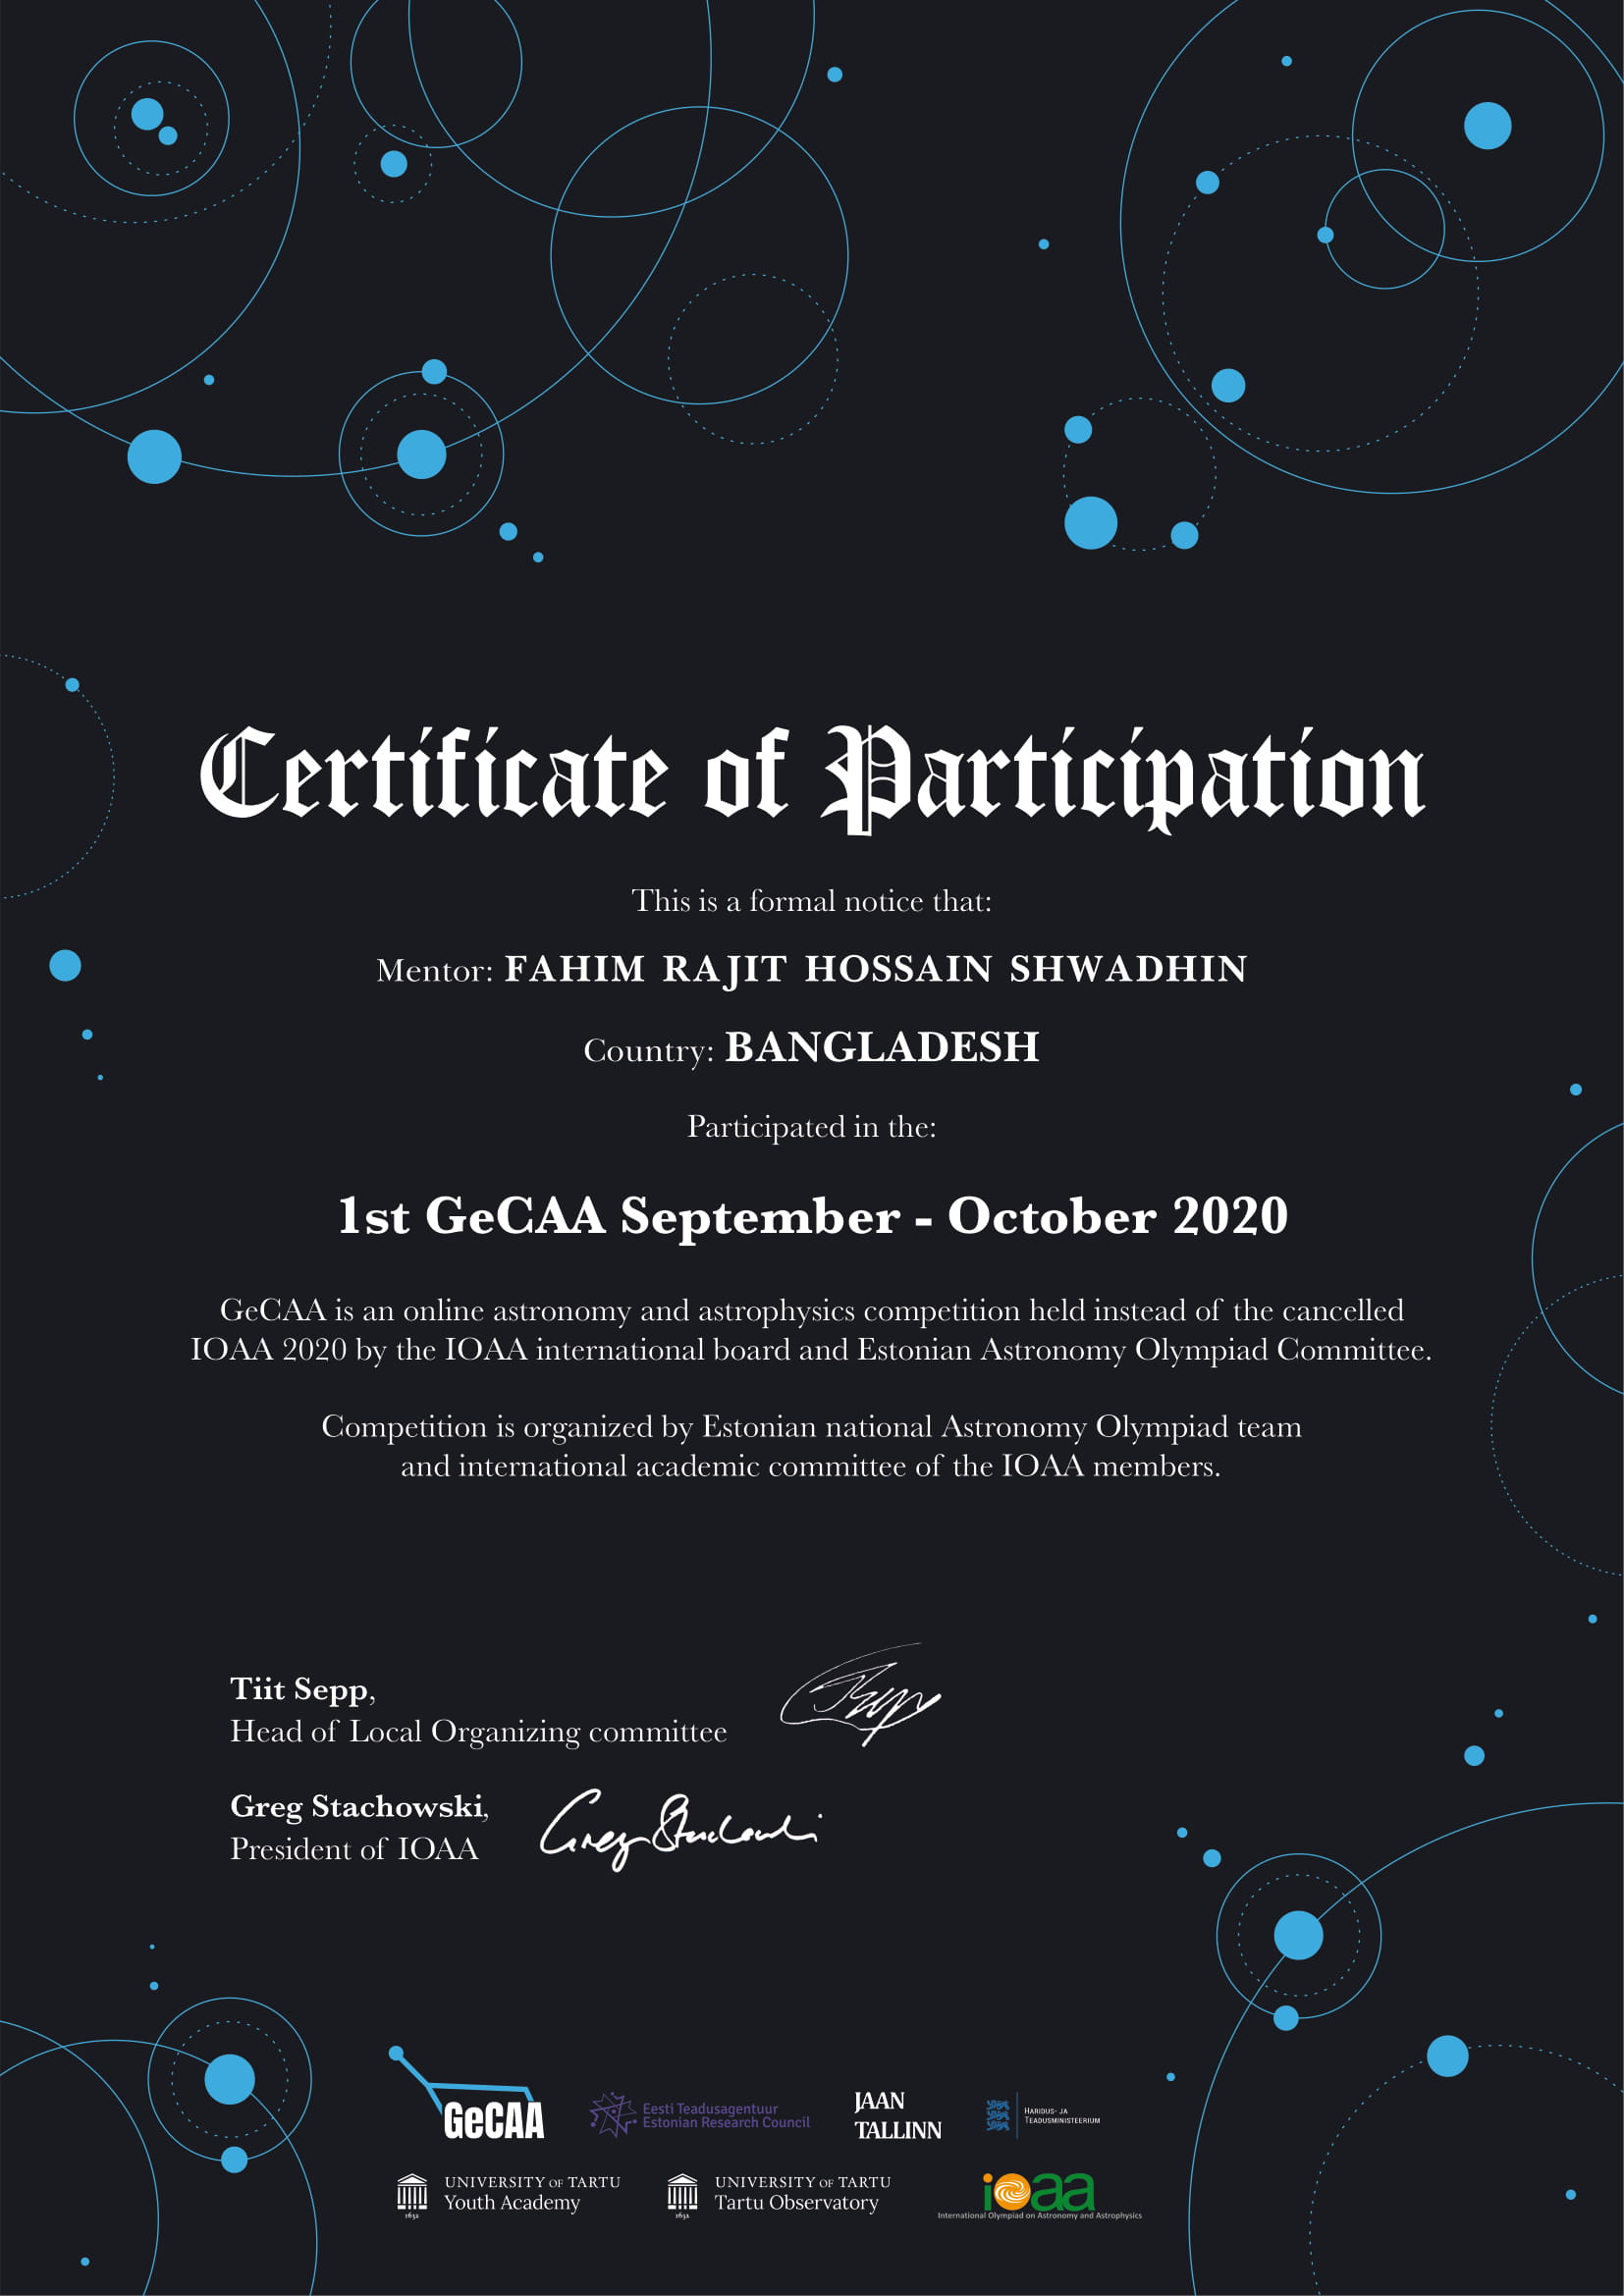 Certificate of Participation
This is a formal notice that:
Mentor: FAHIM RAJIT HOSSAIN SHWADHIN
Country: BANGLADESH
Participated in the:
1st GeCAA September - October 2020
GeCAA is an online astronomy and astrophysics competition held instead of the cancelled
IOAA 2020 by the IOAA international board and Estonian Astronomy Olympiad Committee.
Competition is organized by Estonian national Astronomy Olympiad team
and international academic committee of the IOAA members.
Tiit Sepp,
Head of Local Organizing committee
Greg Stachowski,
President of IOAA
Greg Stachowski
GeCAA
Eesti Teadusagentuur
Estonian Research Council
JAAN
TALLINN
HARIDUS- JA
TEADUSMINISTEERIUM
1632
UNIVERSITY OF TARTU
Youth Academy
1632
UNIVERSITY OF TARTU
Tartu Observatory
ioaa
International Olympiad on Astronomy and Astrophysics